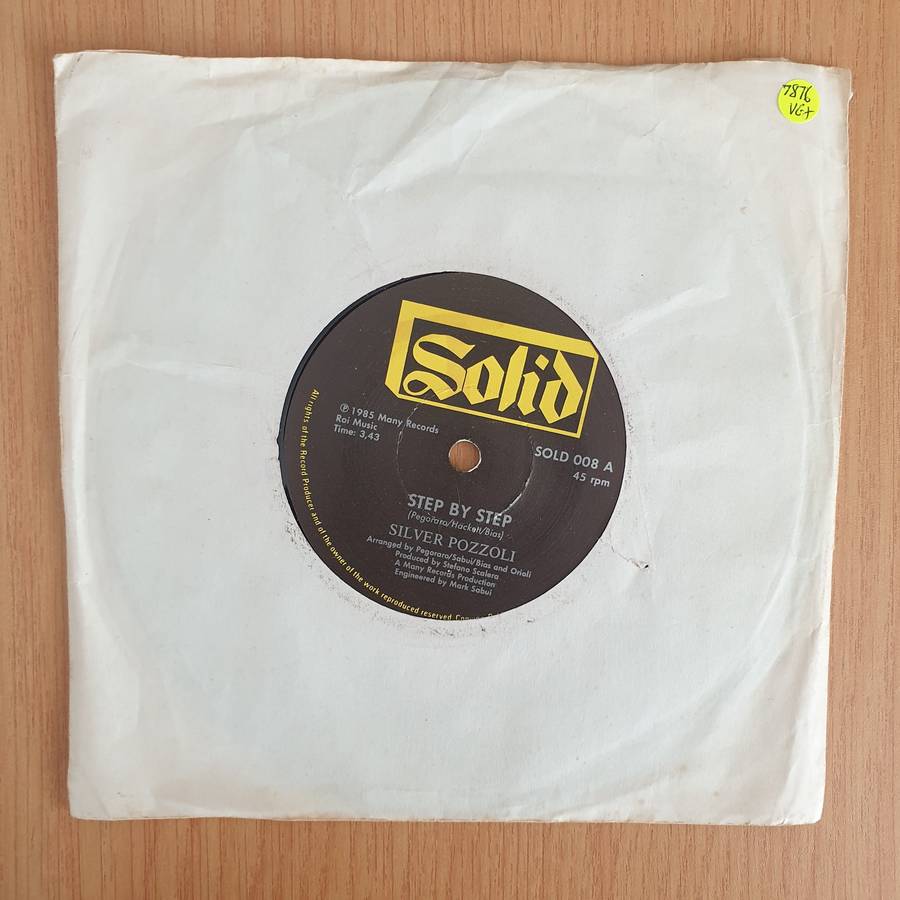 7876
VG+
Solid
℗ 1985 Many Records
Roi Music
Time: 3,43
SOLD 008 A
45 rpm
STEP BY STEP
(Pegoraro/Hackett/Bias)
SILVER POZZOLI
Arranged by Pegoraro/Sabui/Bias and Orioli
Produced by Stefano Scalera
A Many Records Production
Engineered by Mark Sabui
All rights of the Record Producer and of the owner of the work reproduced reserved.